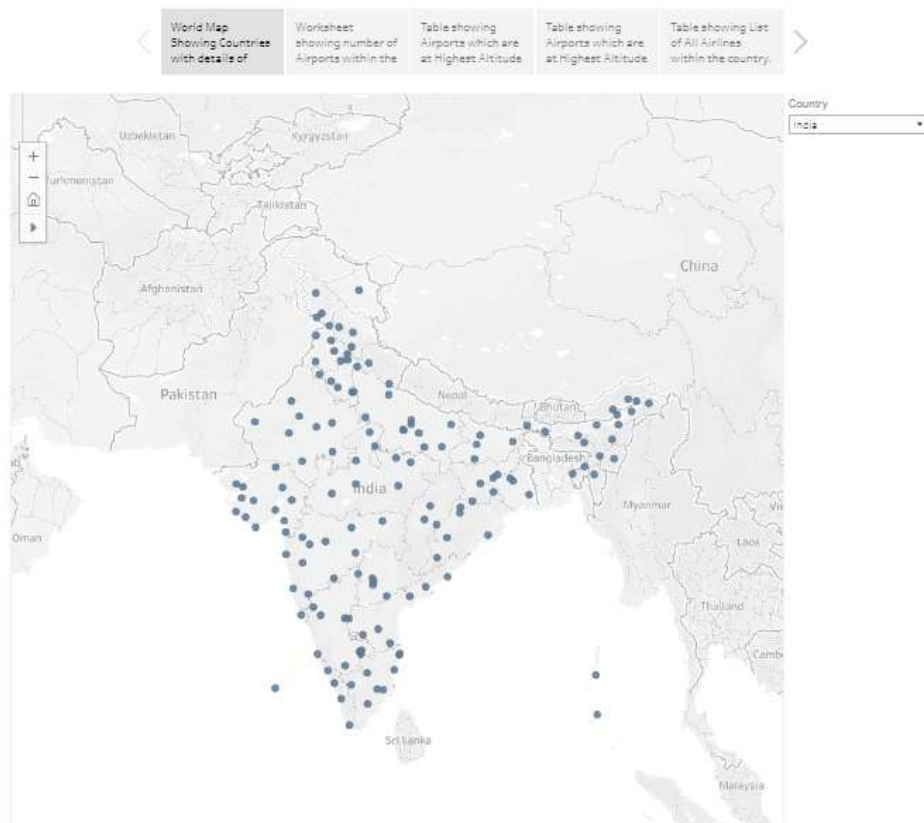 World Map
Showing Countries
with details of
Worksheet
showing number of
Airports within the
Table showing
Airports which are
at Highest Altitude
Table showing
Airports which are
at Highest Altitude
Table showing List
of All Airlines
within the country.
Country
India
Uzbekistan
Kyrgyzstan
urkmenistan
Tajikistan
China
Afghanistan
Pakistan
Nepal
Bhutan
Bangladesh
India
Myanmar
Oman
Laos
Thailand
Camb
Sri Lanka
Malaysia